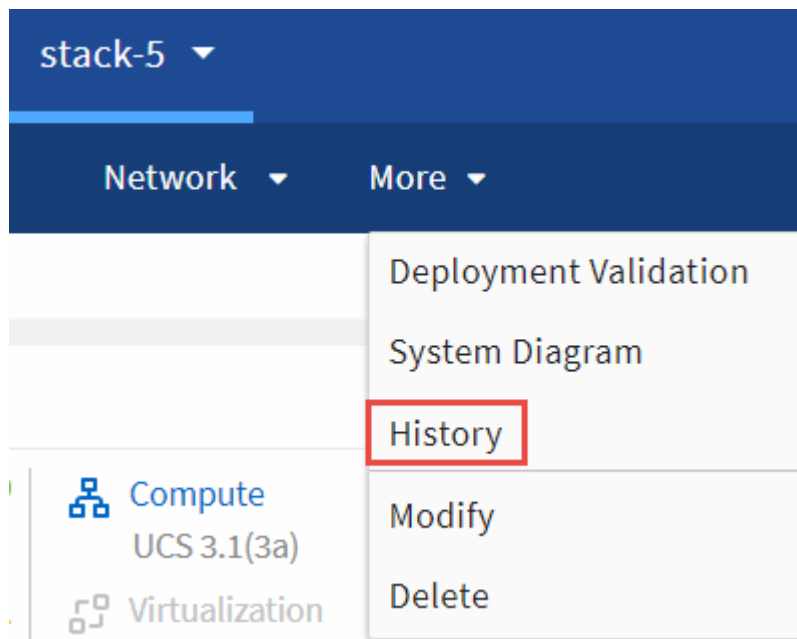 stack-5
Network
More
Deployment Validation
System Diagram
History
Compute
UCS 3.1(3a)
Modify
Virtualization
Delete